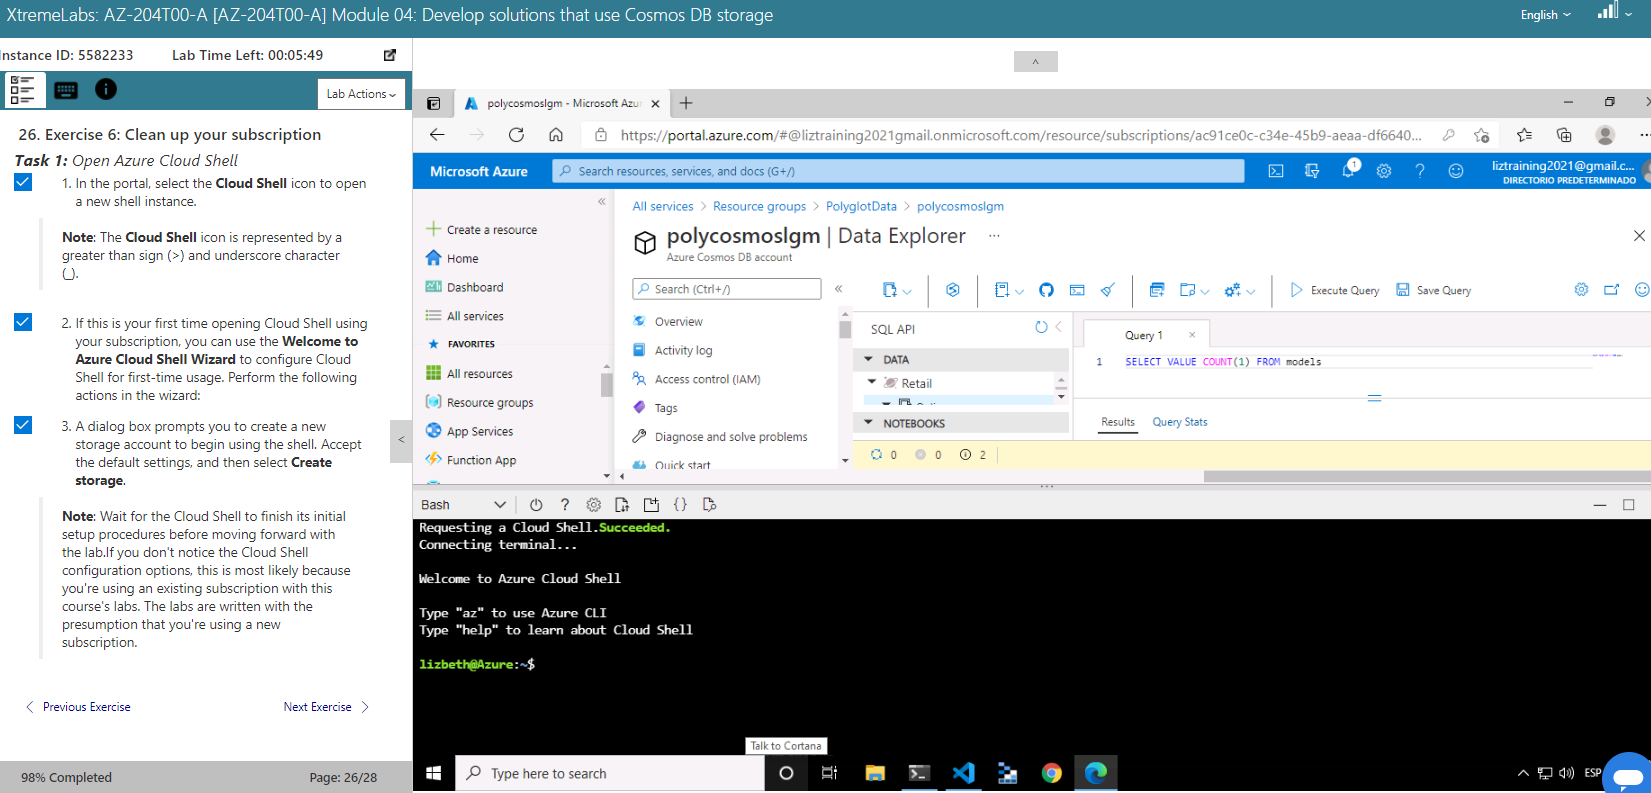 XtremeLabs: AZ-204T00-A [AZ-204T00-A] Module 04: Develop solutions that use Cosmos DB storage
English
nstance ID: 5582233
Lab Time Left: 00:05:49
Lab Actions
26. Exercise 6: Clean up your subscription
Task 1: Open Azure Cloud Shell
1. In the portal, select the Cloud Shell icon to open
a new shell instance.
Note: The Cloud Shell icon is represented by a
greater than sign (>) and underscore character
(_).
2. If this is your first time opening Cloud Shell using
your subscription, you can use the Welcome to
Azure Cloud Shell Wizard to configure Cloud
Shell for first-time usage. Perform the following
actions in the wizard:
3. A dialog box prompts you to create a new
storage account to begin using the shell. Accept
the default settings, and then select Create
storage.
Note: Wait for the Cloud Shell to finish its initial
setup procedures before moving forward with
the lab.If you don't notice the Cloud Shell
configuration options, this is most likely because
you're using an existing subscription with this
course's labs. The labs are written with the
presumption that you're using a new
subscription.
Previous Exercise
Next Exercise
98% Completed
Page: 26/28
polycosmoslgm - Microsoft Azu
https://portal.azure.com/#@liztraining2021gmail.onmicrosoft.com/resource/subscriptions/ac91ce0c-c34e-45b9-aeaa-df6640...
Microsoft Azure
Search resources, services, and docs (G+/)
1
liztraining2021@gmail.c...
DIRECTORIO PREDETERMINADO
Create a resource
Home
Dashboard
All services
FAVORITES
All resources
Resource groups
App Services
Function App
All services > Resource groups > PolyglotData > polycosmoslgm
polycosmoslgm | Data Explorer ...
Azure Cosmos DB account
Search (Ctrl+/)
Overview
Activity log
Access control (IAM)
Tags
Diagnose and solve problems
Quick start
Execute Query
Save Query
SQL API
DATA
Retail
NOTEBOOKS
Query 1
1 SELECT VALUE COUNT(1) FROM models
Results
Query Stats
0 0 2
Bash
Requesting a Cloud Shell.Succeeded.
Connecting terminal...
Welcome to Azure Cloud Shell
Type "az" to use Azure CLI
Type "help" to learn about Cloud Shell
lizbeth@Azure:~$
Talk to Cortana
Type here to search
ESP